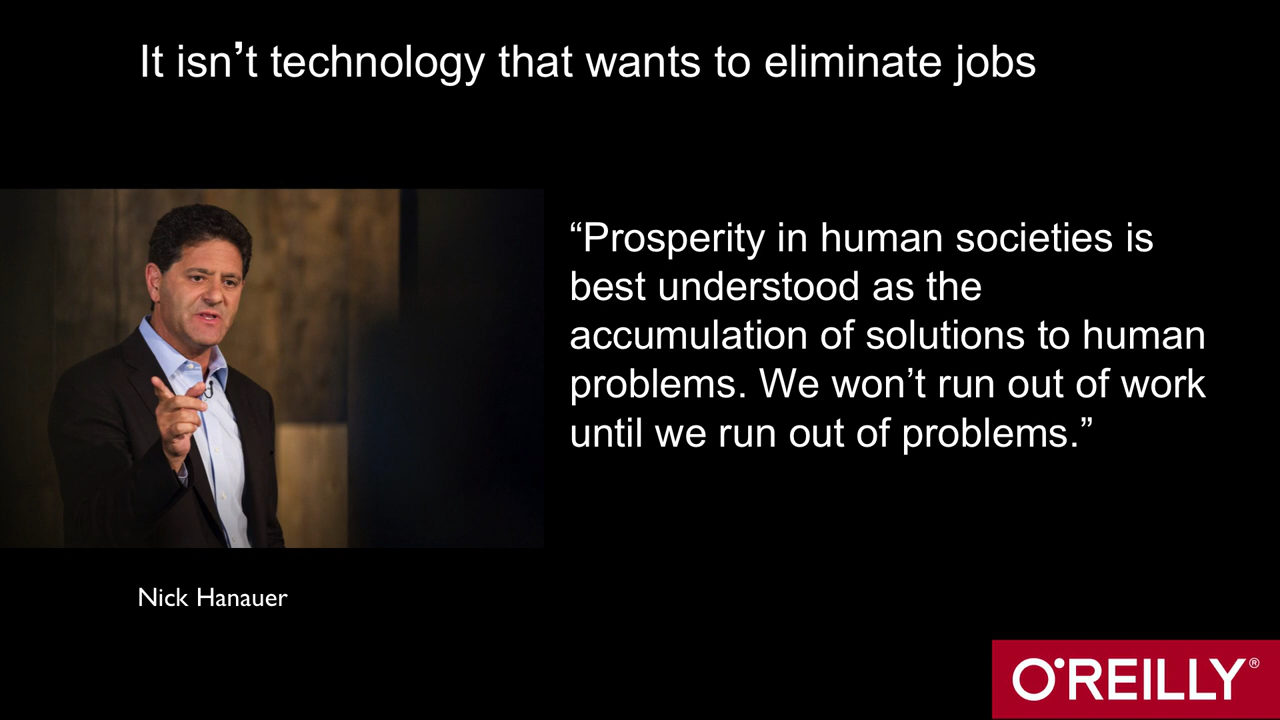 It isn’t technology that wants to eliminate jobs
“Prosperity in human societies is
best understood as the
accumulation of solutions to human
problems. We won’t run out of work
until we run out of problems.”
Nick Hanauer
O'REILLY®